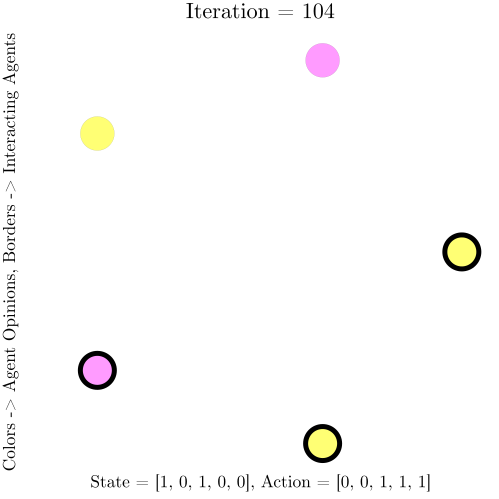 Iteration = 104
Colors -> Agent Opinions, Borders -> Interacting Agents
State = [1, 0, 1, 0, 0], Action = [0, 0, 1, 1, 1]